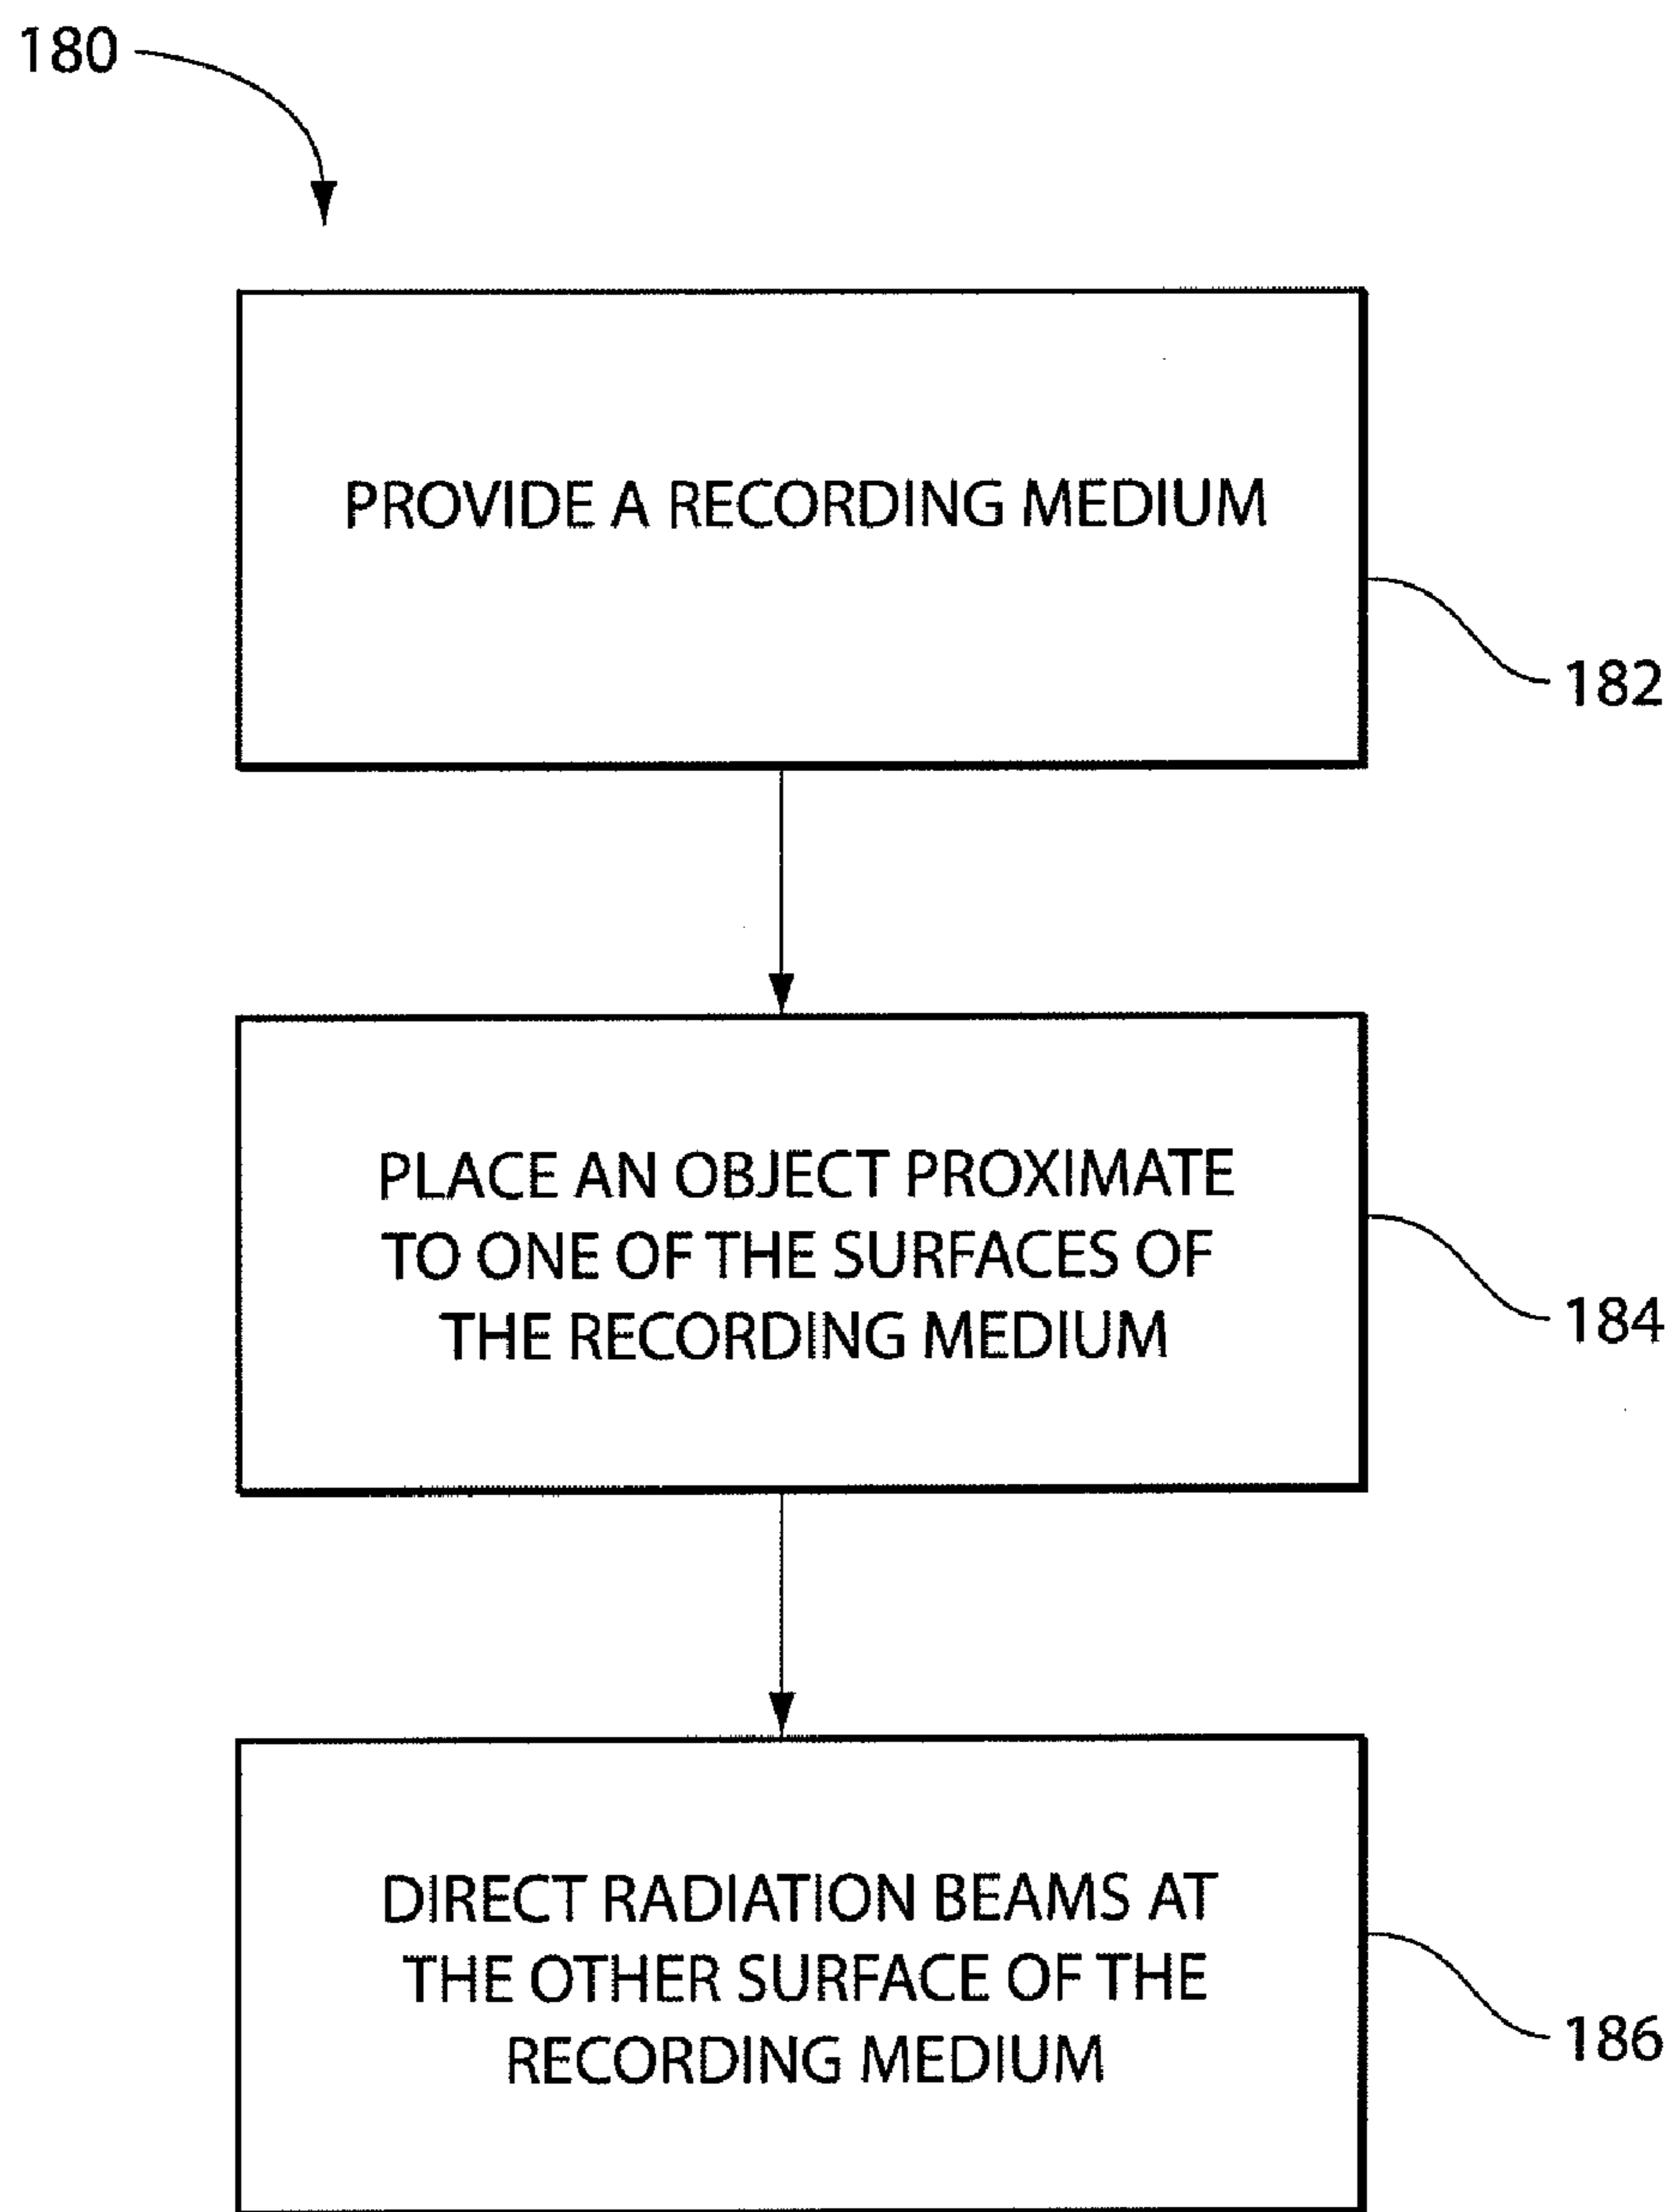 180
PROVIDE A RECORDING MEDIUM
182
PLACE AN OBJECT PROXIMATE
TO ONE OF THE SURFACES OF
THE RECORDING MEDIUM
184
DIRECT RADIATION BEAMS AT
THE OTHER SURFACE OF THE
RECORDING MEDIUM
186